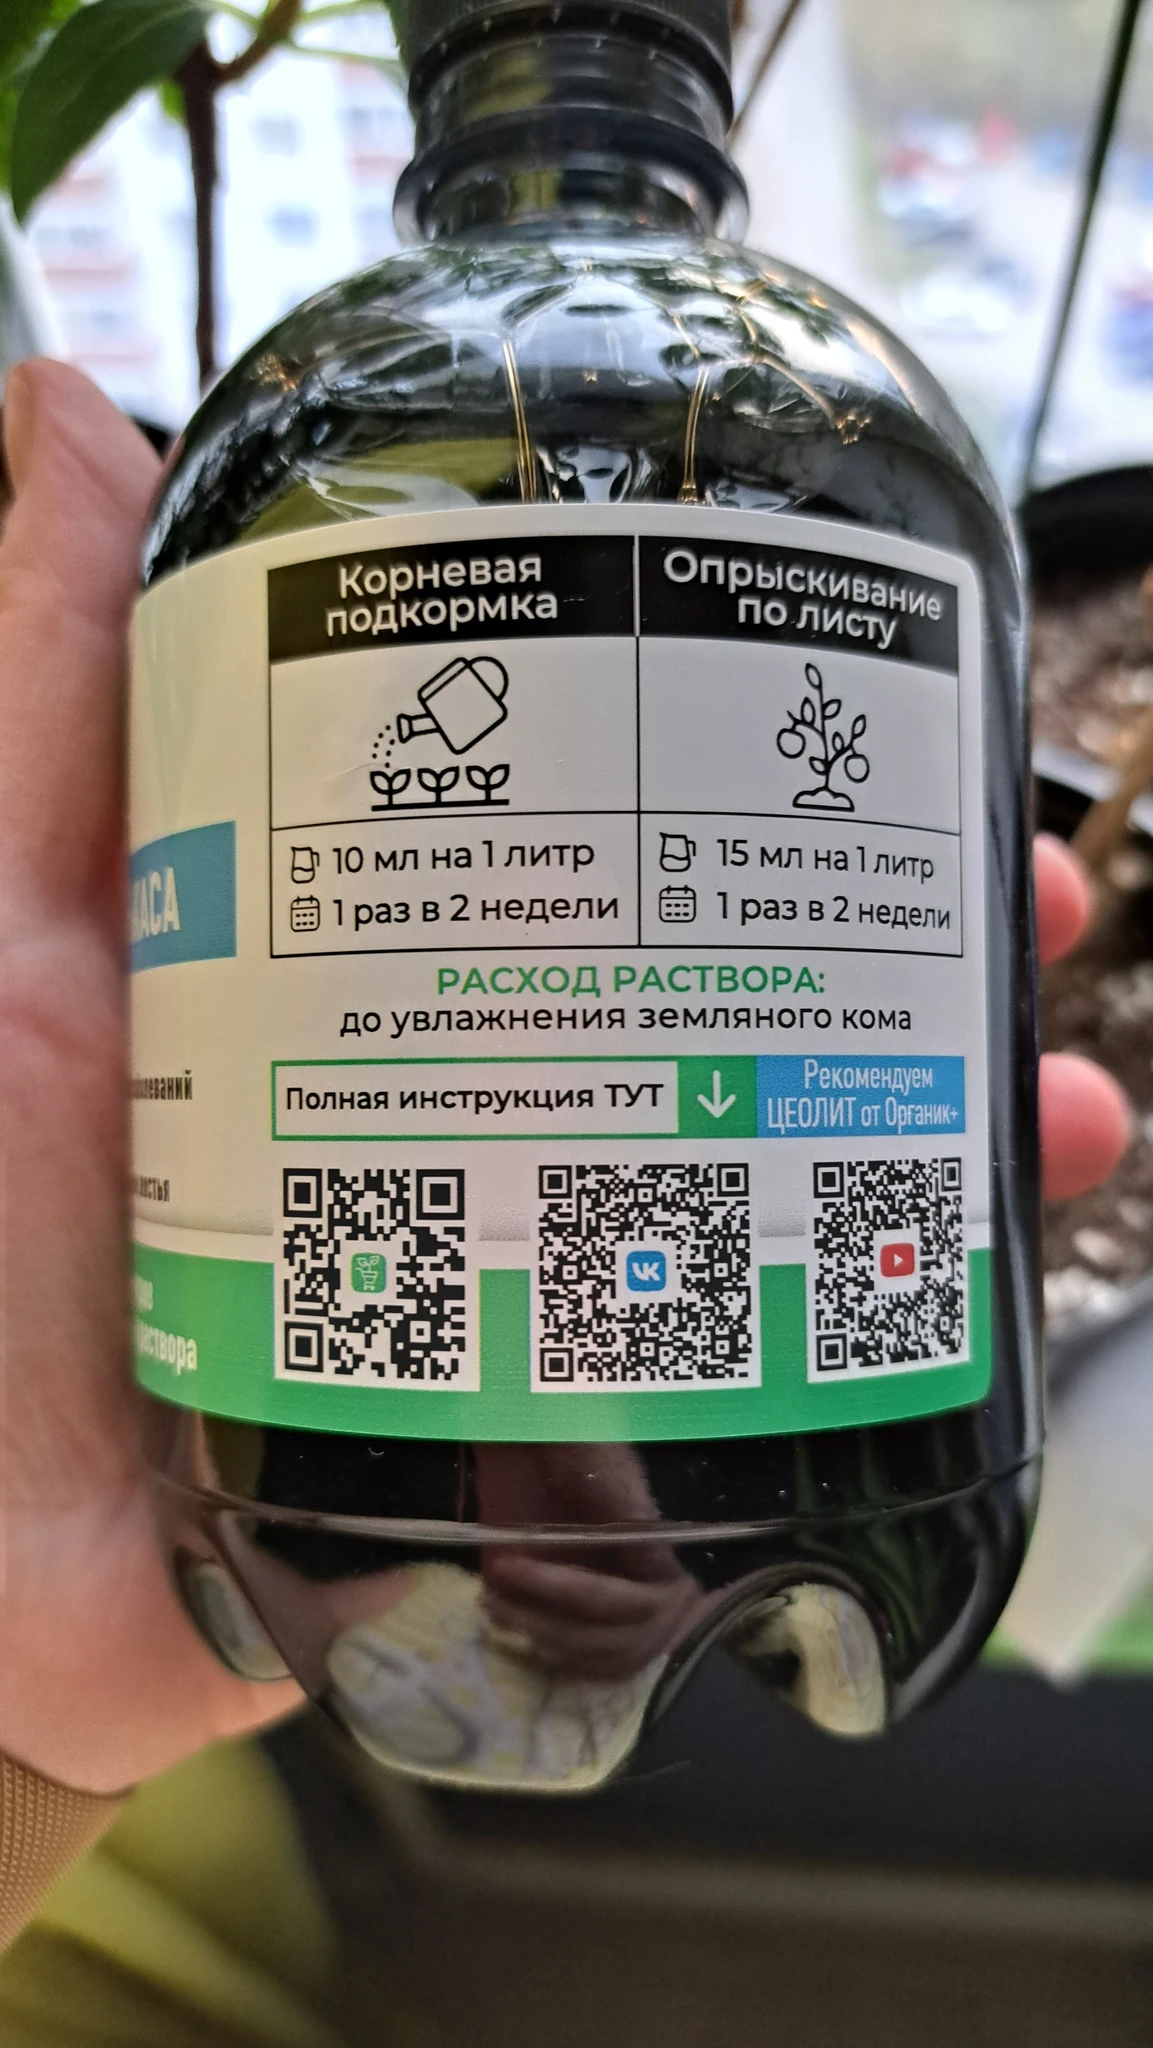 Корневая
подкормка
Опрыскивание
по листу
10 мл на 1 литр
1 раз в 2 недели
15 мл на 1 литр
1 раз в 2 недели
РАСХОД РАСТВОРА:
до увлажнения земляного кома
Полная инструкция ТУТ
Рекомендуем
ЦЕОЛИТ от Органик+